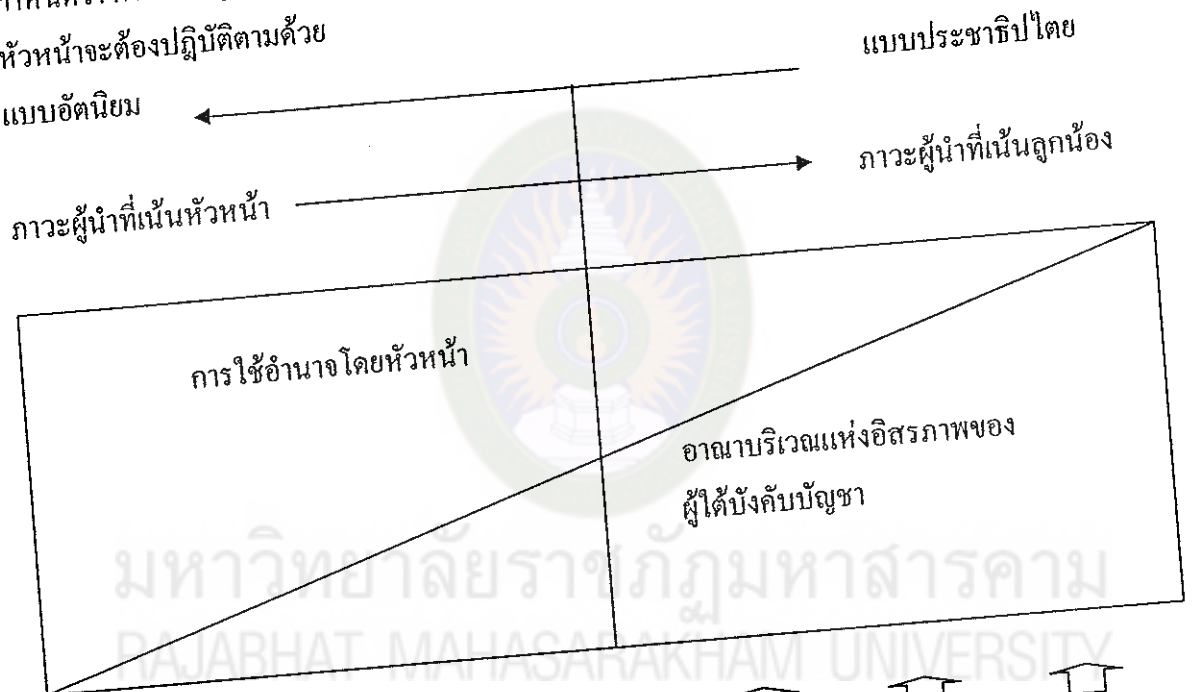 หัวหน้าจะต้องปฏิบัติตามด้วย
แบบประชาธิปไตย
แบบอัตนิยม
ภาวะผู้นำที่เน้นลูกน้อง
ภาวะผู้นำที่เน้นหัวหน้า
การใช้อำนาจโดยหัวหน้า
อาณาบริเวณแห่งอิสรภาพของ
ผู้ใต้บังคับบัญชา
มหาวิทยาลัยราชภัฏมหาสารคาม
RAJABHAT MAHASARAKHAM UNIVERSITY